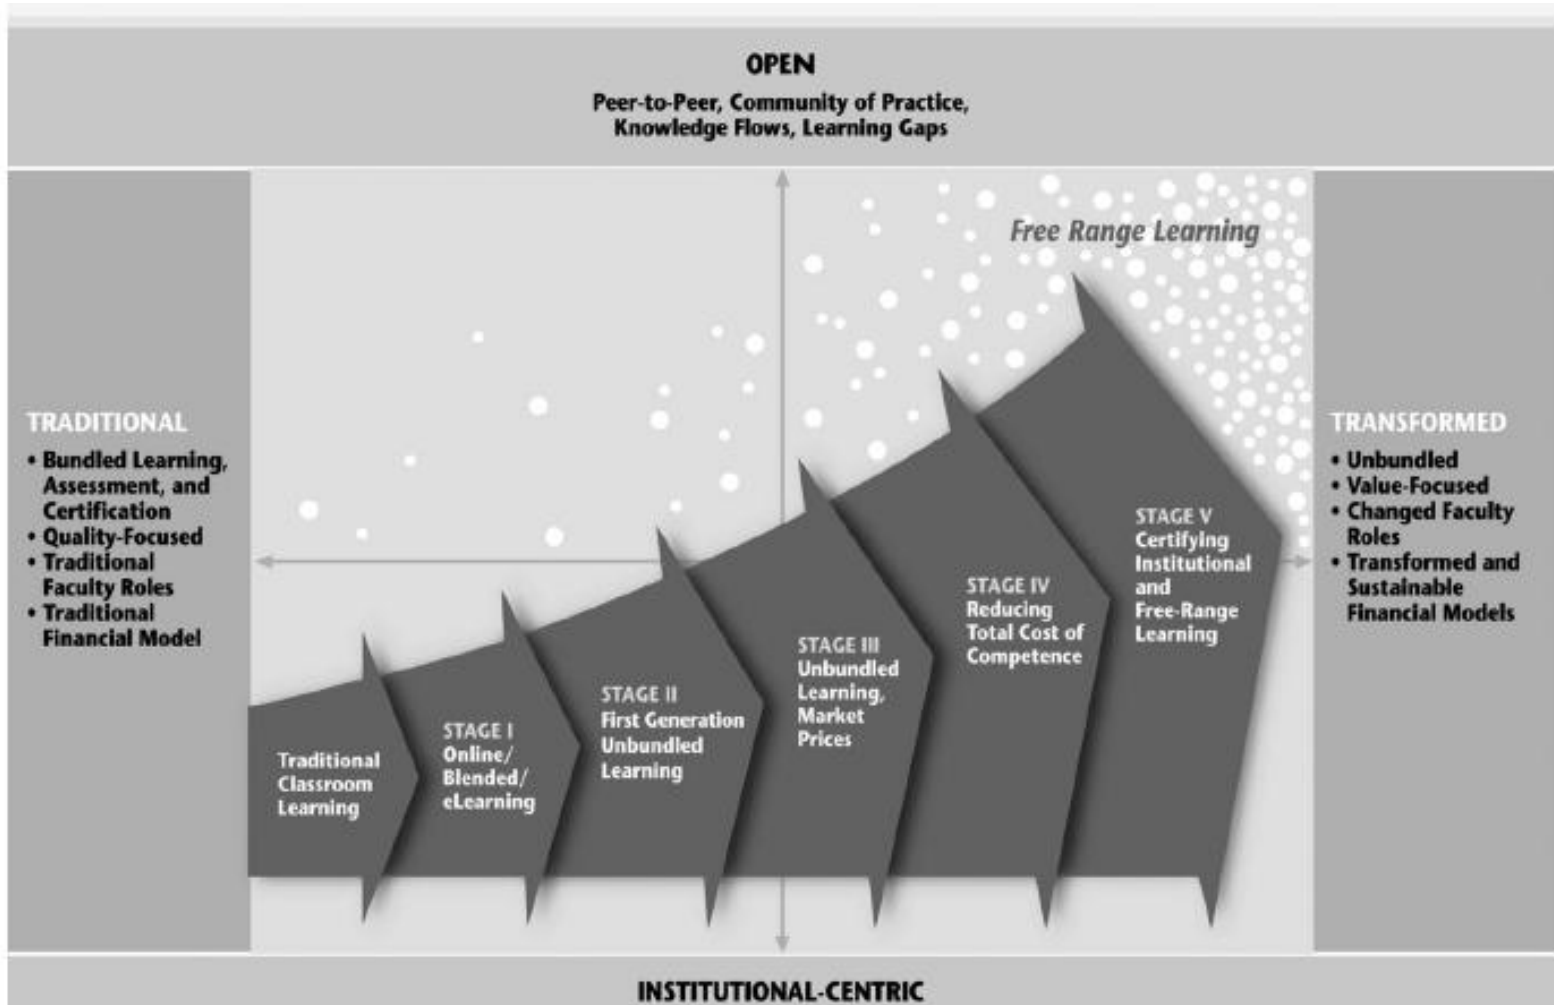 OPEN
Peer-to-Peer, Community of Practice,
Knowledge Flows, Learning Gaps
Free Range Learning
TRADITIONAL
• Bundled Learning,
Assessment, and
Certification
• Quality-Focused
• Traditional
Faculty Roles
• Traditional
Financial Model
Traditional
Classroom
Learning
STAGE I
Online/
Blended/
eLearning
STAGE II
First Generation
Unbundled
Learning
STAGE III
Unbundled
Learning,
Market
Prices
STAGE IV
Reducing
Total Cost of
Competence
STAGE V
Certifying
Institutional
and
Free-Range
Learning
TRANSFORMED
• Unbundled
• Value-Focused
• Changed Faculty
Roles
• Transformed and
Sustainable
Financial Models
INSTITUTIONAL-CENTRIC